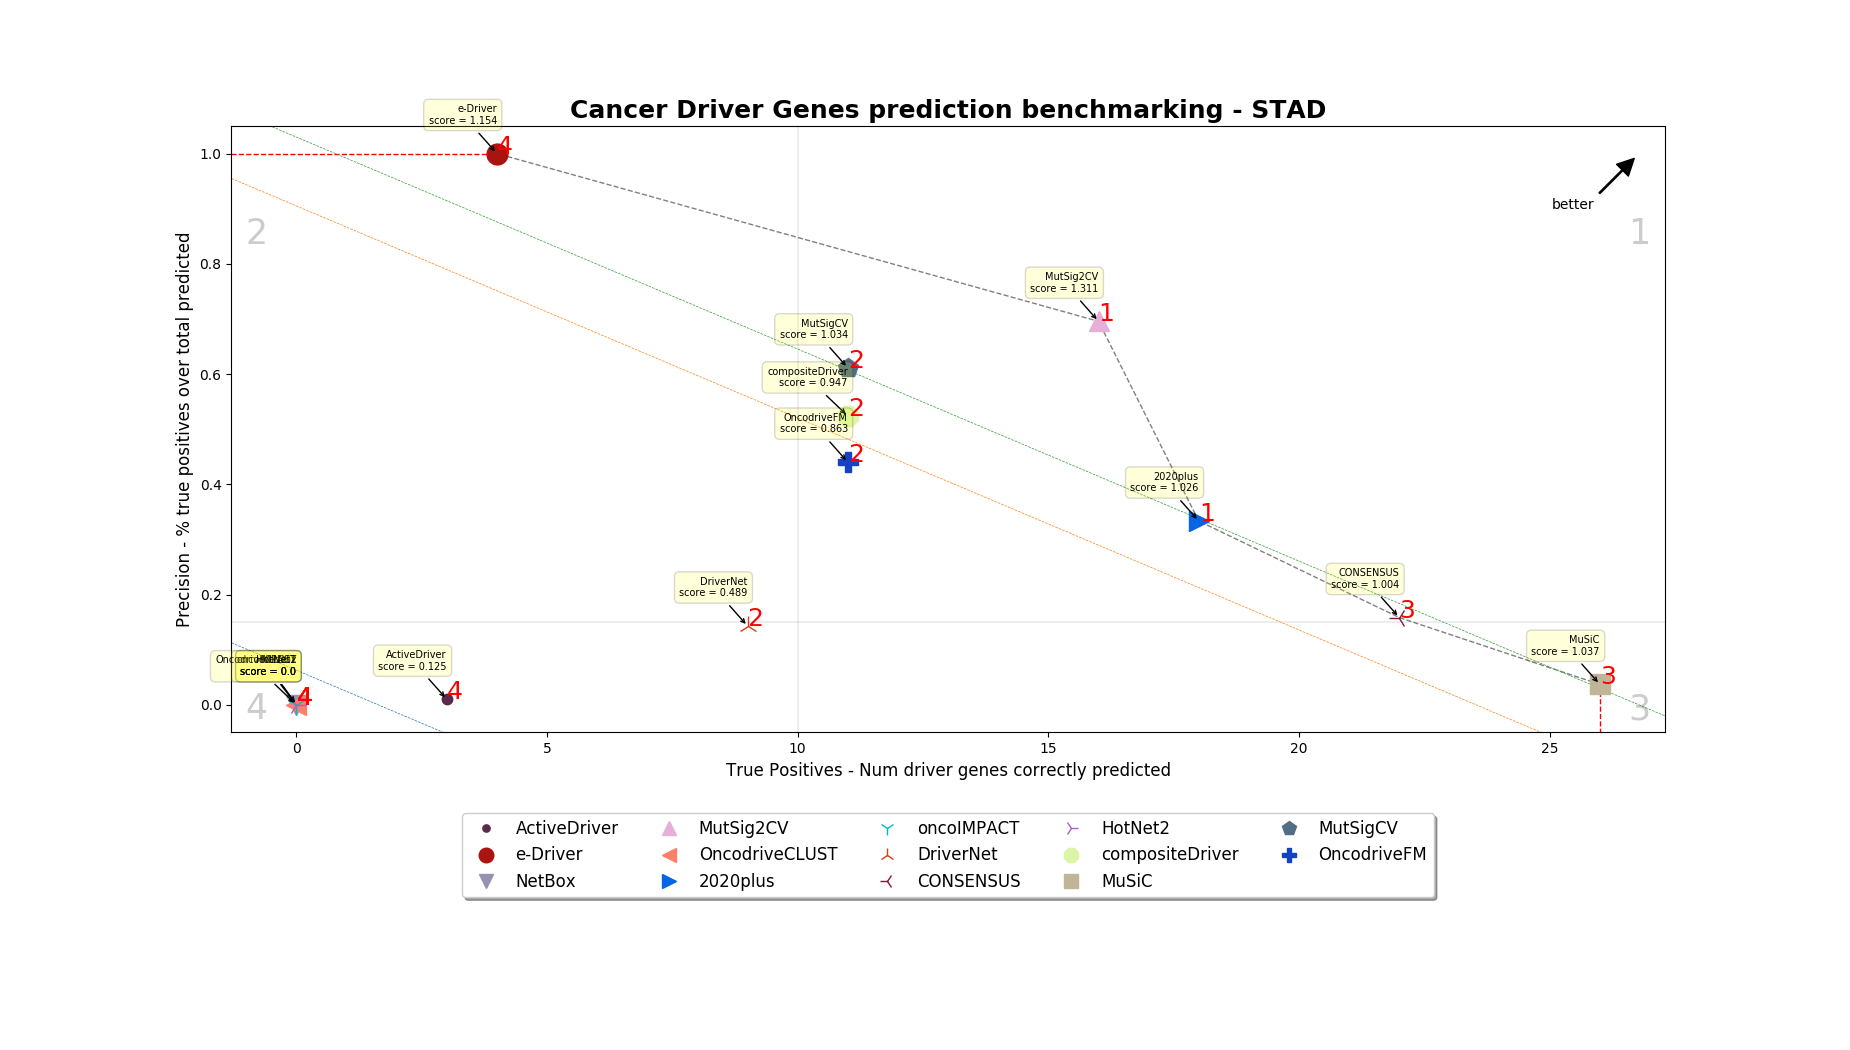 Cancer Driver Genes prediction benchmarking - STAD
e-Driver
score = 1.154
4
better
2
1
MutSig2CV
score = 1.311
1
MutSigCV
score = 1.034
2
compositeDriver
score = 0.947
2
OncodriveFM
score = 0.863
2
2020plus
score = 1.026
1
DriverNet
score = 0.489
2
CONSENSUS
score = 1.004
3
MuSiC
score = 1.037
3
ActiveDriver
score = 0.125
4
score = 0.0
4
4
3
Precision - % true positives over total predicted
1.0
0.8
0.6
0.4
0.2
0.0
0
5
10
15
20
25
True Positives - Num driver genes correctly predicted
ActiveDriver
e-Driver
NetBox
MutSig2CV
OncodriveCLUST
2020plus
oncoIMPACT
DriverNet
CONSENSUS
HotNet2
compositeDriver
MuSiC
MutSigCV
OncodriveFM